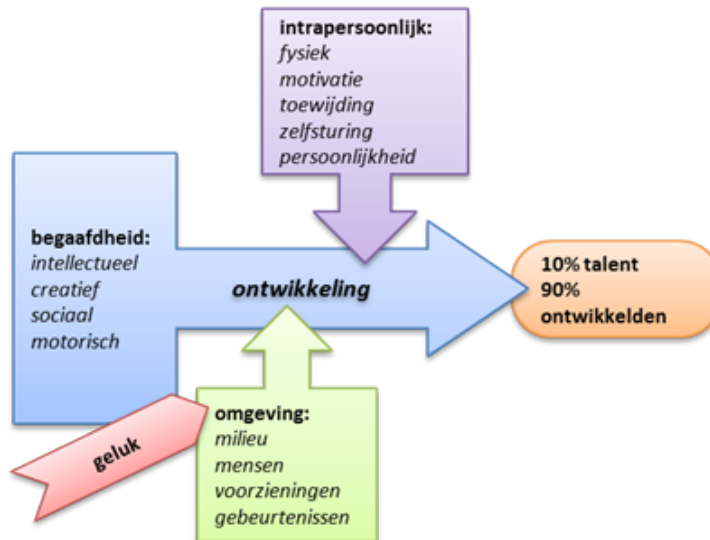 intrapersoonlijk:
fysiek
motivatie
toewijding
zelfsturing
persoonlijkheid
begaafdheid:
intellectueel
creatief
sociaal
motorisch
ontwikkeling
10% talent
90%
ontwikkelden
geluk
omgeving:
milieu
mensen
voorzieningen
gebeurtenissen